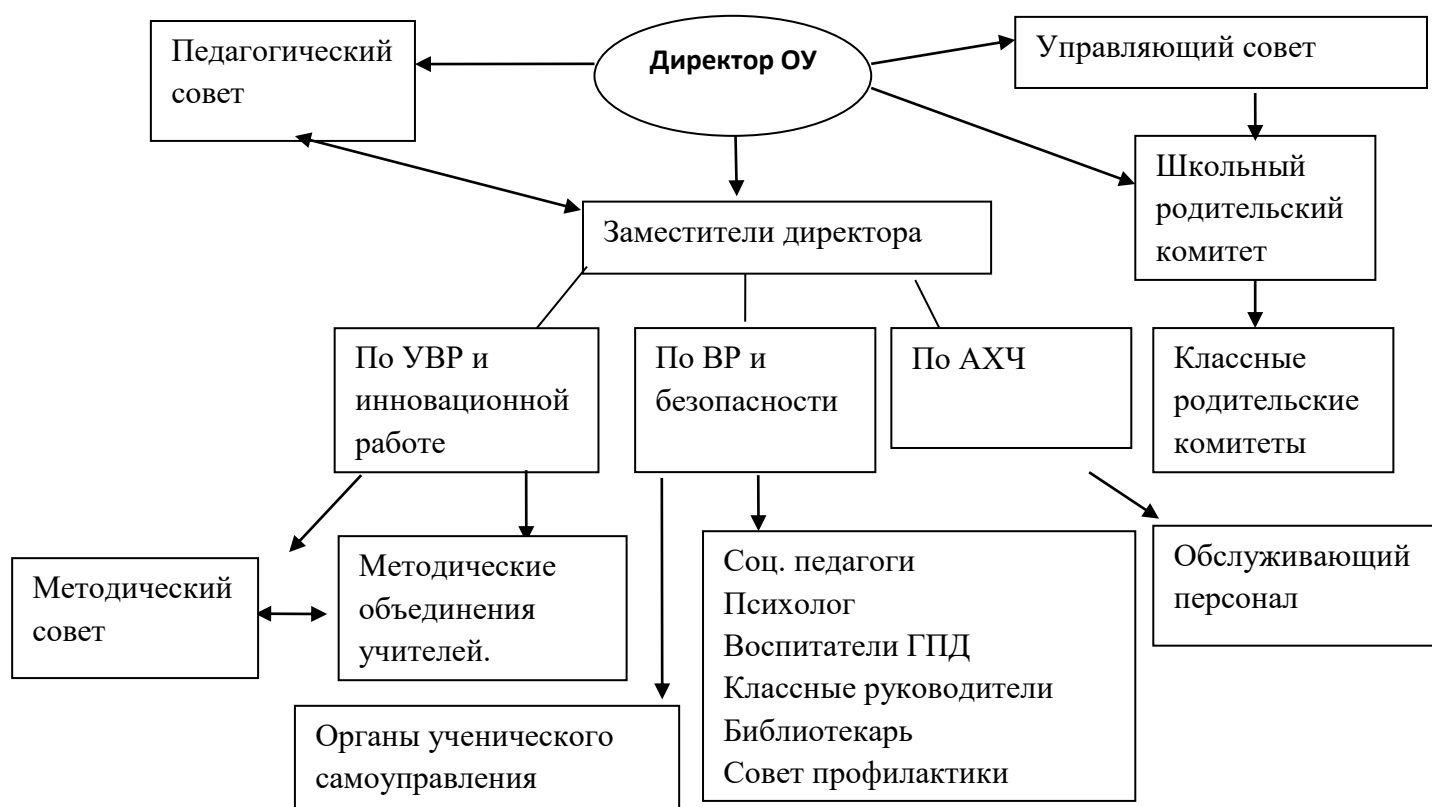 Педагогический
совет
Директор ОУ
Управляющий совет
Школьный
родительский
комитет
Заместители директора
По УВР и
инновационной
работе
По ВР и
безопасности
По АХЧ
Классные
родительские
комитеты
Методический
совет
Методические
объединения
учителей.
Соц. педагоги
Психолог
Воспитатели ГПД
Классные руководители
Библиотекарь
Совет профилактики
Обслуживающий
персонал
Органы ученического
самоуправления